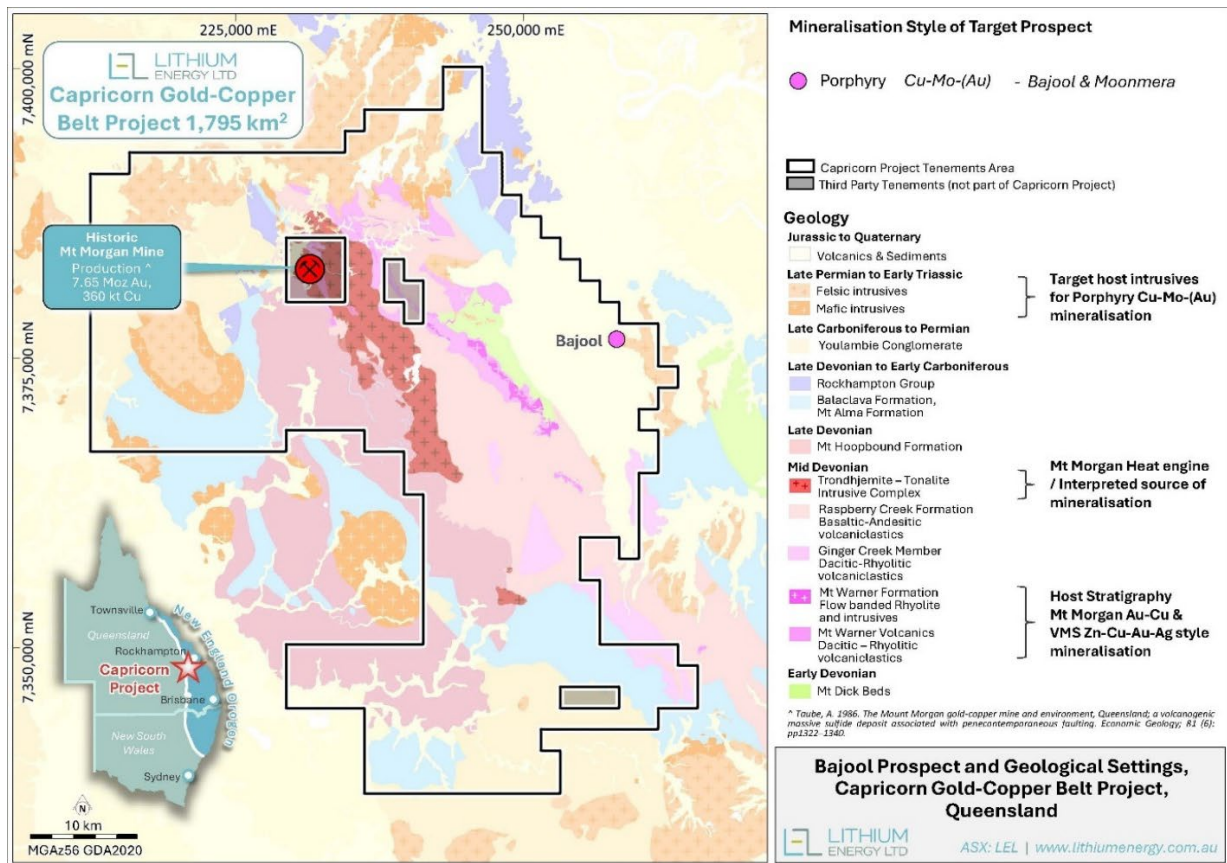 225,000 mE
250,000 mE
7,400,000 mN
7,375,000 mN
7,350,000 mN
LITHIUM
ENERGY LTD
Capricorn Gold-Copper
Belt Project 1,795 km²
Historic
Mt Morgan Mine
Production ^
7.65 Moz Au,
360 kt Cu
Bajool
Townsville
Queensland
Rockhampton
Capricorn
Project
Brisbane
New South
Wales
Sydney
New England Orogen
N
10 km
MGAz56 GDA2020
Mineralisation Style of Target Prospect
Porphyry Cu-Mo-(Au) - Bajool & Moonmera
Capricorn Project Tenements Area
Third Party Tenements (not part of Capricorn Project)
Geology
Jurassic to Quaternary
Volcanics & Sediments
Late Permian to Early Triassic
Felsic intrusives
Mafic intrusives
Target host intrusives
for Porphyry Cu-Mo-(Au)
mineralisation
Late Carboniferous to Permian
Youlambie Conglomerate
Late Devonian to Early Carboniferous
Rockhampton Group
Balaclava Formation,
Mt Alma Formation
Late Devonian
Mt Hoopbound Formation
Mid Devonian
Trondhjemite – Tonalite
Intrusive Complex
Mt Morgan Heat engine
/ Interpreted source of
mineralisation
Raspberry Creek Formation
Basaltic-Andesitic
volcaniclastics
Ginger Creek Member
Dacitic-Rhyolitic
volcaniclastics
Mt Warner Formation
Flow banded Rhyolite
and intrusives
Mt Warner Volcanics
Dacitic – Rhyolitic
volcaniclastics
Host Stratigraphy
Mt Morgan Au-Cu &
VMS Zn-Cu-Au-Ag style
mineralisation
Early Devonian
Mt Dick Beds
^ Taube, A. 1986. The Mount Morgan gold-copper mine and environment, Queensland; a volcanogenic
massive sulfide deposit associated with penecontemporaneous faulting. Economic Geology; 81 (6):
pp1322–1340.
Bajool Prospect and Geological Settings,
Capricorn Gold-Copper Belt Project,
Queensland
LITHIUM
ENERGY LTD
ASX: LEL | www.lithiumenergy.com.au